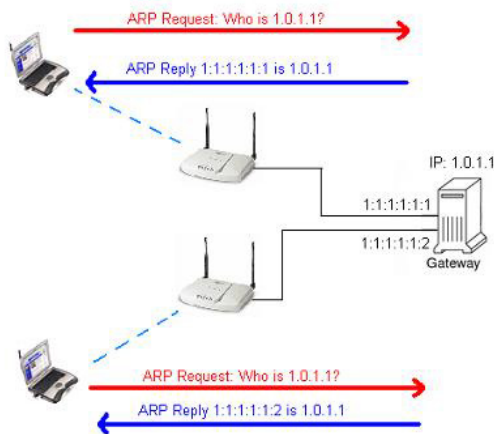 ARP Request: Who is 1.0.1.1?
ARP Reply 1:1:1:1:1:1 is 1.0.1.1
IP: 1.0.1.1
1:1:1:1:1:1
1:1:1:1:1:2
Gateway
ARP Request: Who is 1.0.1.1?
ARP Reply 1:1:1:1:1:2 is 1.0.1.1